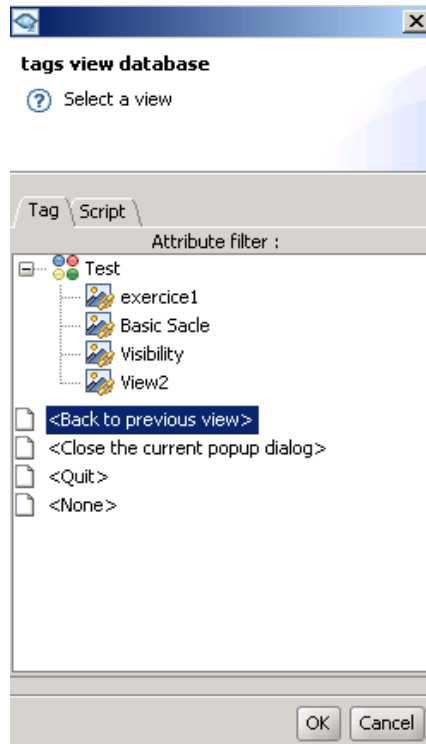 tags view database
Select a view
Tag Script
Attribute filter :
Test
exercice1
Basic Sacle
Visibility
View2
<Back to previous view>
<Close the current popup dialog>
<Quit>
<None>
OK Cancel